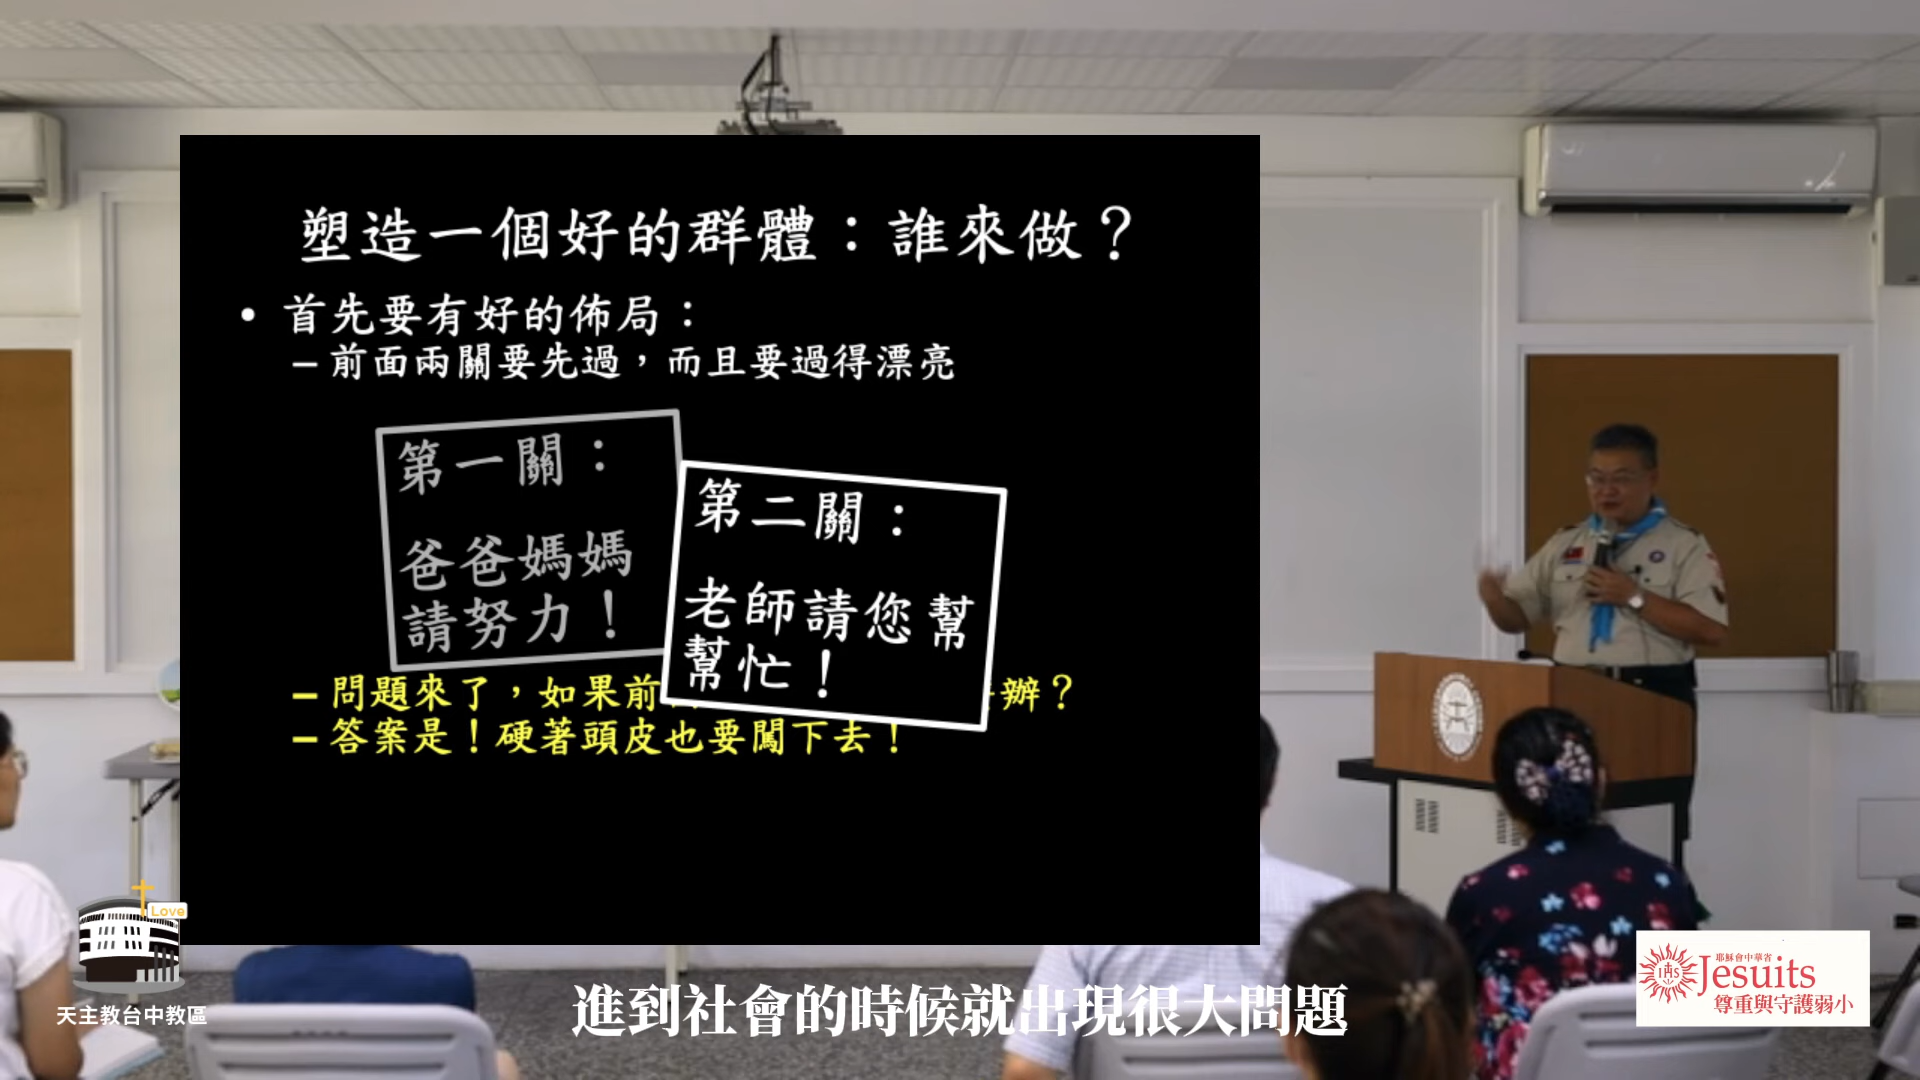 塑造一個好的群體：誰來做？
• 首先要有好的佈局：
– 前面兩關要先過，而且要過得漂亮
第一關：
爸爸媽媽
請努力！
第二關：
老師請您幫
幫忙！
– 問題來了，如果前
辦？
– 答案是！硬著頭皮也要闖下去！
Love
天主教台中教區
進到社會的時候就出現很大問題
耶穌會中華省
IHS
Jesuits
尊重與守護弱小